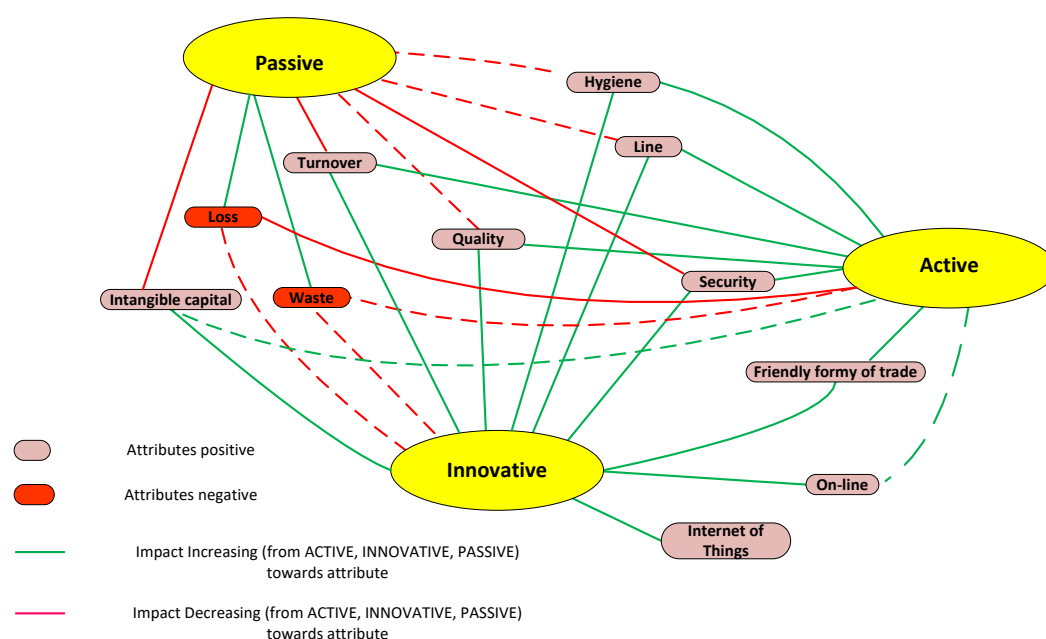 Passive
Hygiene
Line
Turnover
Loss
Quality
Active
Security
Intangible capital
Waste
Friendly formy of trade
Innovative
On-line
Internet of
Things
Attributes positive
Attributes negative
Impact Increasing (from ACTIVE, INNOVATIVE, PASSIVE)
towards attribute
Impact Decreasing (from ACTIVE, INNOVATIVE, PASSIVE)
towards attribute